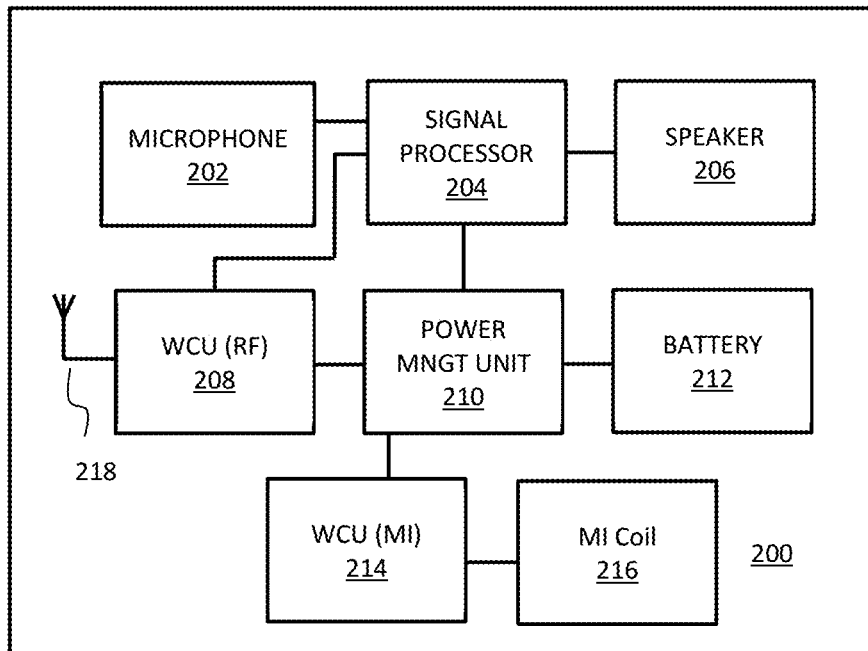 MICROPHONE
202
SIGNAL
PROCESSOR
204
SPEAKER
206
WCU (RF)
208
POWER
MNGT UNIT
210
BATTERY
212
218
WCU (MI)
214
MI Coil
216
200